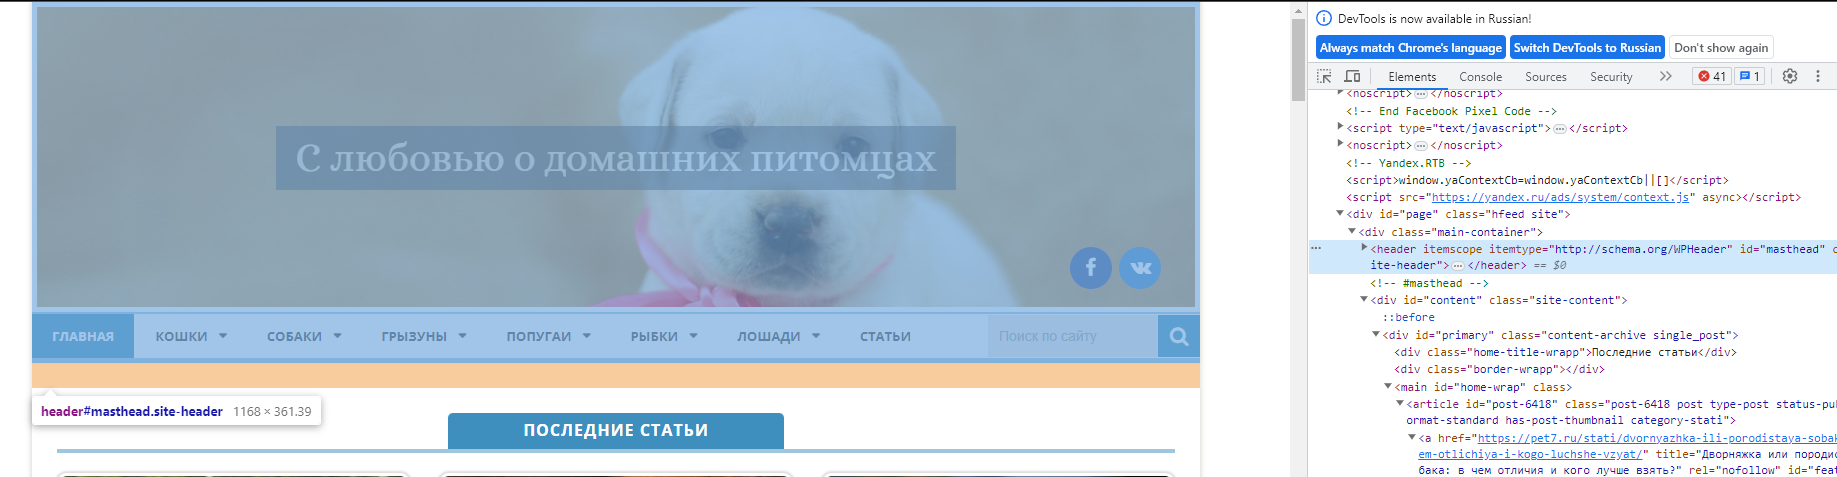 С любовью о домашних питомцах
ГЛАВНАЯ КОШКИ СОБАКИ ГРЫЗУНЫ ПОПУГАИ РЫБКИ ЛОШАДИ СТАТЬИ Поиск по сайту
header#masthead.site-header 1168 × 361.39
ПОСЛЕДНИЕ СТАТЬИ
DevTools is now available in Russian!
Always match Chrome's language Switch DevTools to Russian Don't show again
Elements Console Sources Security 41 1
<noscript>…</noscript>
<!-- End Facebook Pixel Code -->
<script type="text/javascript">…</script>
<noscript>…</noscript>
<!-- Yandex.RTB -->
<script>window.yaContextCb=window.yaContextCb||[]</script>
<script src="https://yandex.ru/ads/system/context.js" async></script>
<div id="page" class="hfeed site">
<div class="main-container">
<header itemscope itemtype="http://schema.org/WPHeader" id="masthead" c
ite-header">…</header> == $0
<!-- #masthead -->
<div id="content" class="site-content">
::before
<div id="primary" class="content-archive single_post">
<div class="home-title-wrapp">Последние статьи</div>
<div class="border-wrapp"></div>
<main id="home-wrap" class>
<article id="post-6418" class="post-6418 post type-post status-pub
ormat-standard has-post-thumbnail category-stati">
<a href="https://pet7.ru/stati/dvornyazhka-ili-porodistaya-sobak
em-otlichiya-i-kogo-luchshe-vzyat/" title="Дворняжка или породис
бака: в чем отличия и кого лучше взять?" rel="nofollow" id="feat